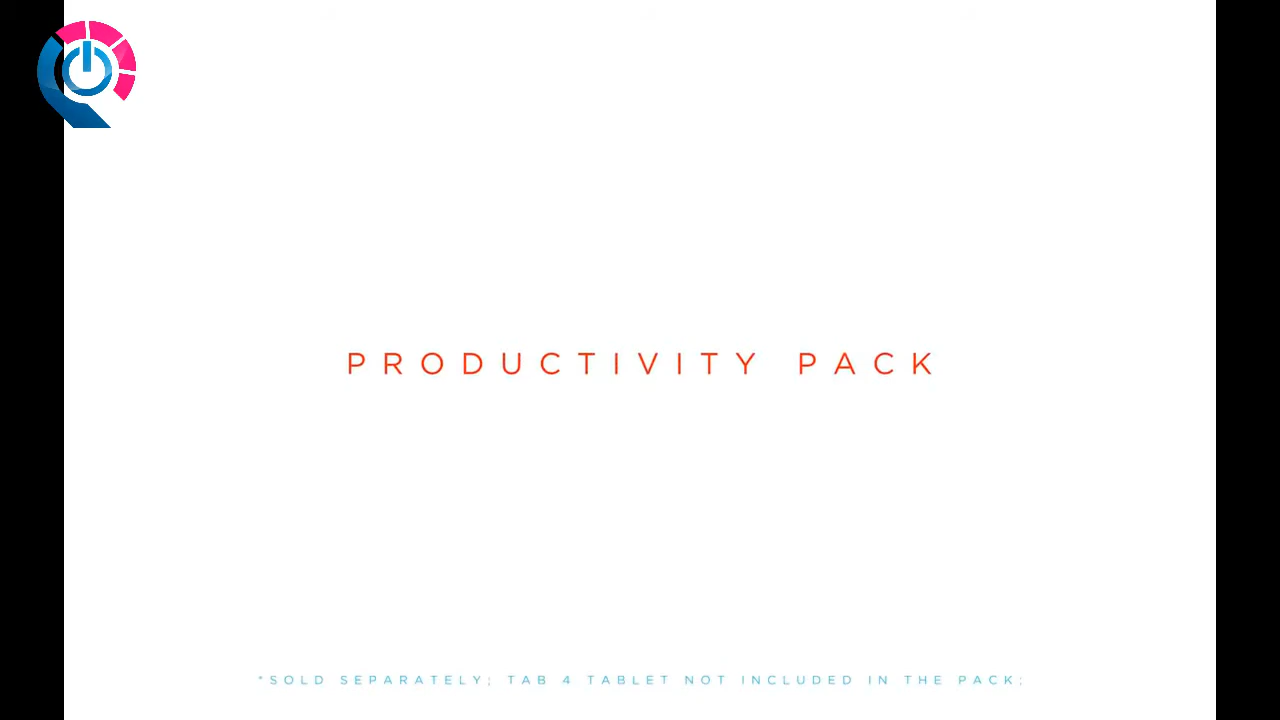 PRODUCTIVITY PACK
*SOLD SEPARATELY; TAB 4 TABLET NOT INCLUDED IN THE PACK;